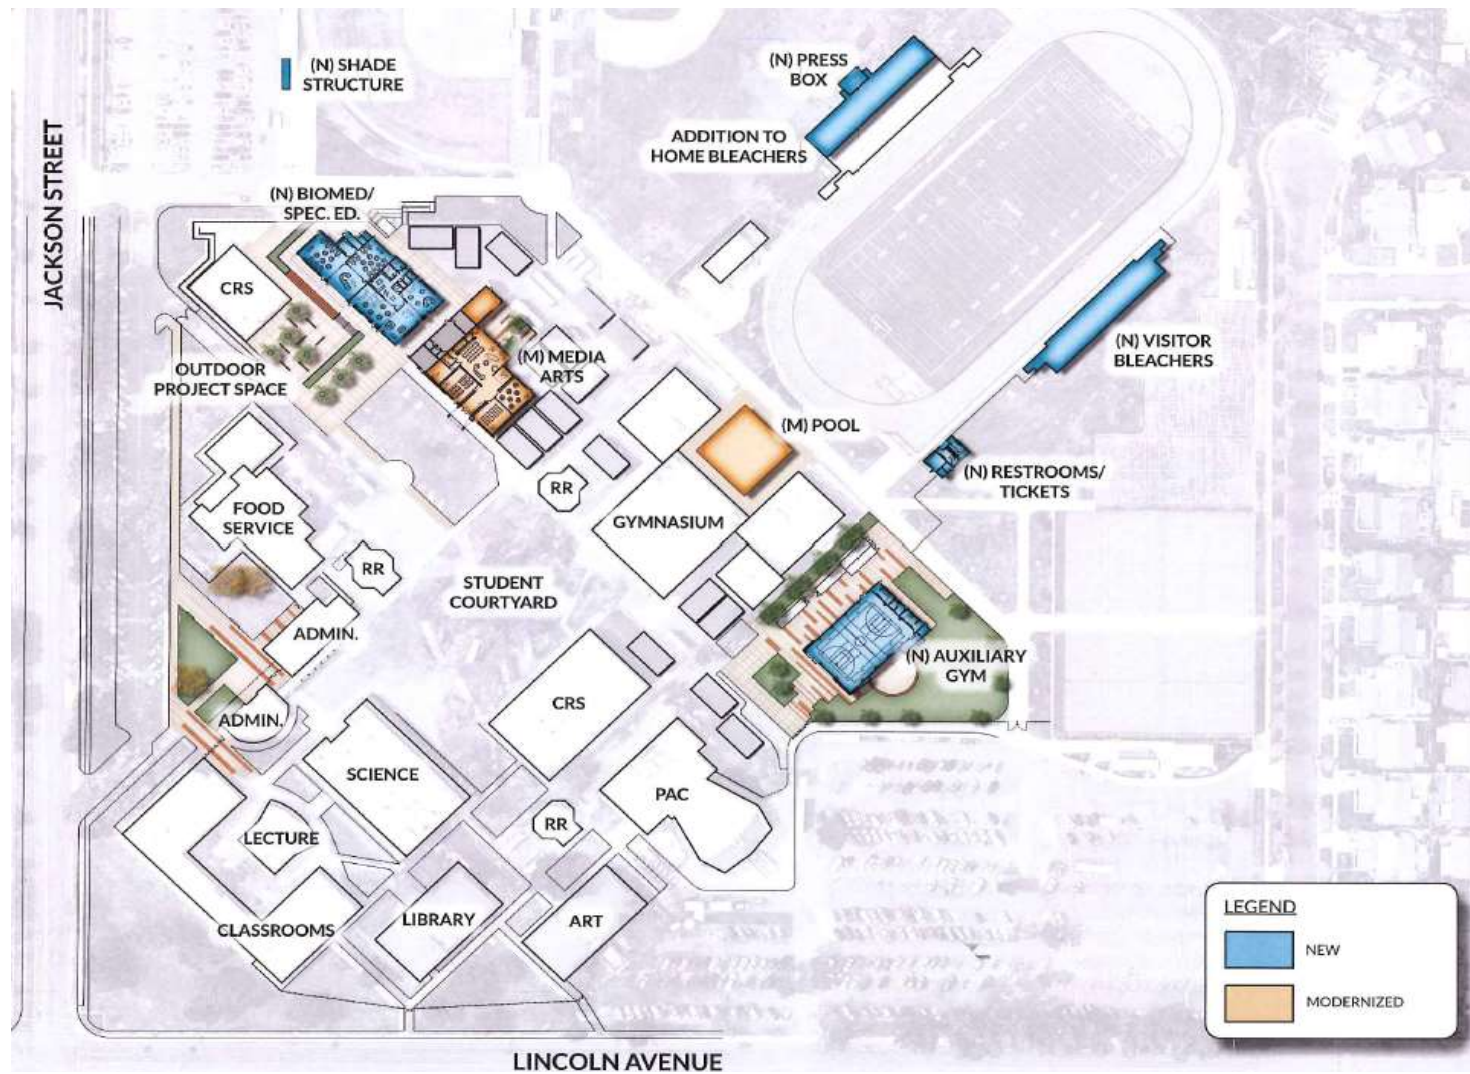 (N) SHADE
STRUCTURE
(N) PRESS
BOX
ADDITION TO
HOME BLEACHERS
JACKSON STREET
(N) BIOMED/
SPEC. ED.
CRS
(M) MEDIA
ARTS
(N) VISITOR
BLEACHERS
OUTDOOR
PROJECT SPACE
(M) POOL
(N) RESTROOMS/
TICKETS
RR
FOOD
SERVICE
GYMNASIUM
RR
STUDENT
COURTYARD
ADMIN.
(N) AUXILIARY
GYM
ADMIN.
CRS
SCIENCE
PAC
LECTURE
RR
CLASSROOMS
LIBRARY
ART
LEGEND
NEW
MODERNIZED
LINCOLN AVENUE